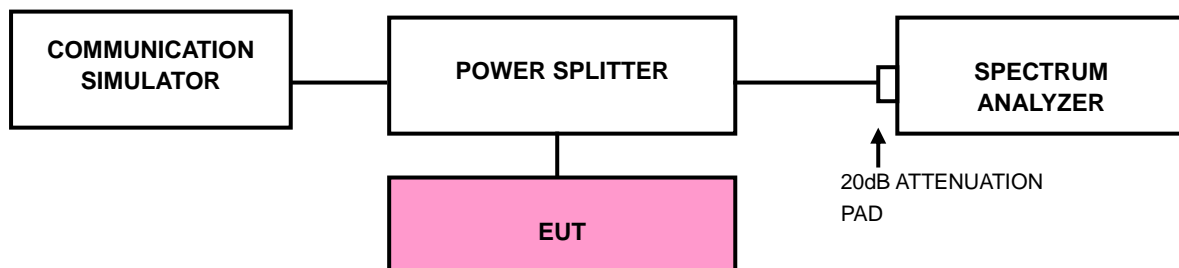 COMMUNICATION
SIMULATOR
POWER SPLITTER
SPECTRUM
ANALYZER
20dB ATTENUATION
PAD
EUT